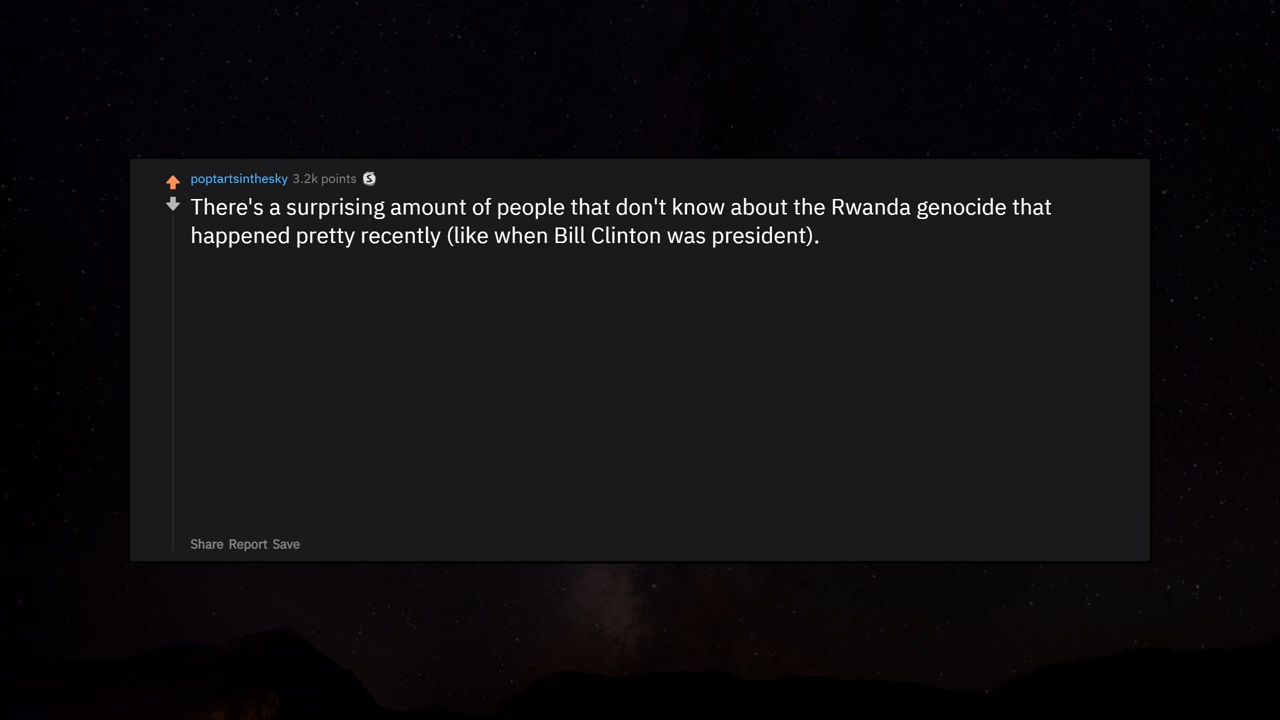 poptartsinthesky 3.2k points
There's a surprising amount of people that don't know about the Rwanda genocide that
happened pretty recently (like when Bill Clinton was president).
Share Report Save